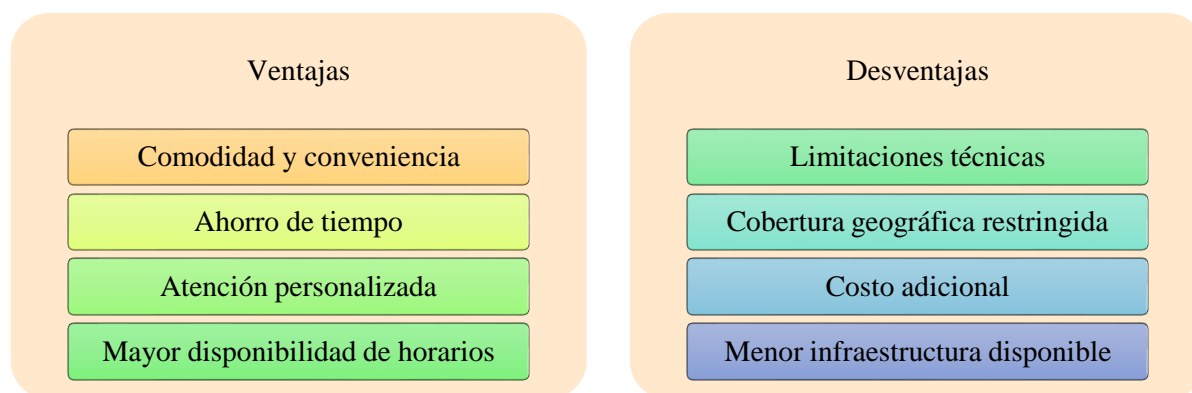 Ventajas
Comodidad y conveniencia
Ahorro de tiempo
Atención personalizada
Mayor disponibilidad de horarios
Desventajas
Limitaciones técnicas
Cobertura geográfica restringida
Costo adicional
Menor infraestructura disponible